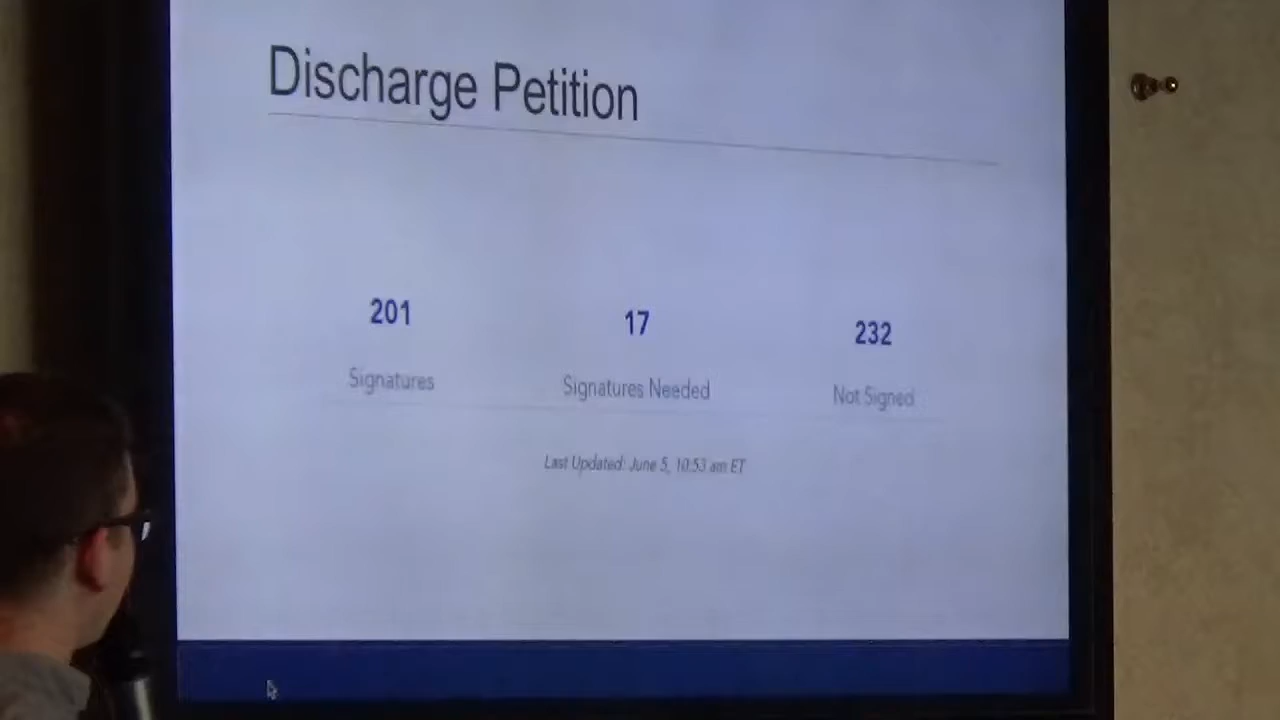 Discharge Petition
201
17
232
Signatures
Signatures Needed
Not Signed
Last Updated: June 5, 10:53 am ET